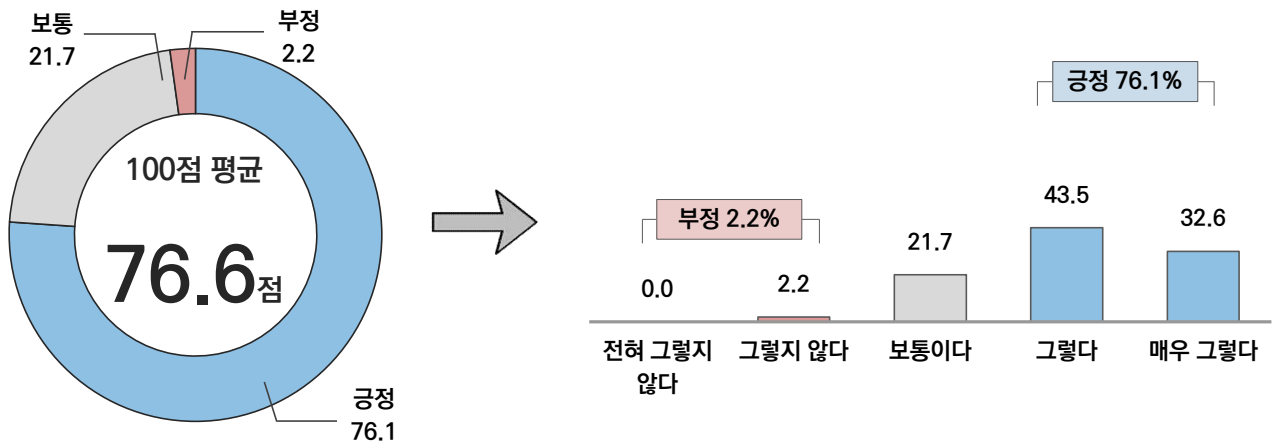 보통
21.7
부정
2.2
100점 평균
76.6점
긍정
76.1
긍정 76.1%
부정 2.2%
0.0
2.2
21.7
43.5
32.6
전혀 그렇지
않다
그렇지 않다
보통이다
그렇다
매우 그렇다